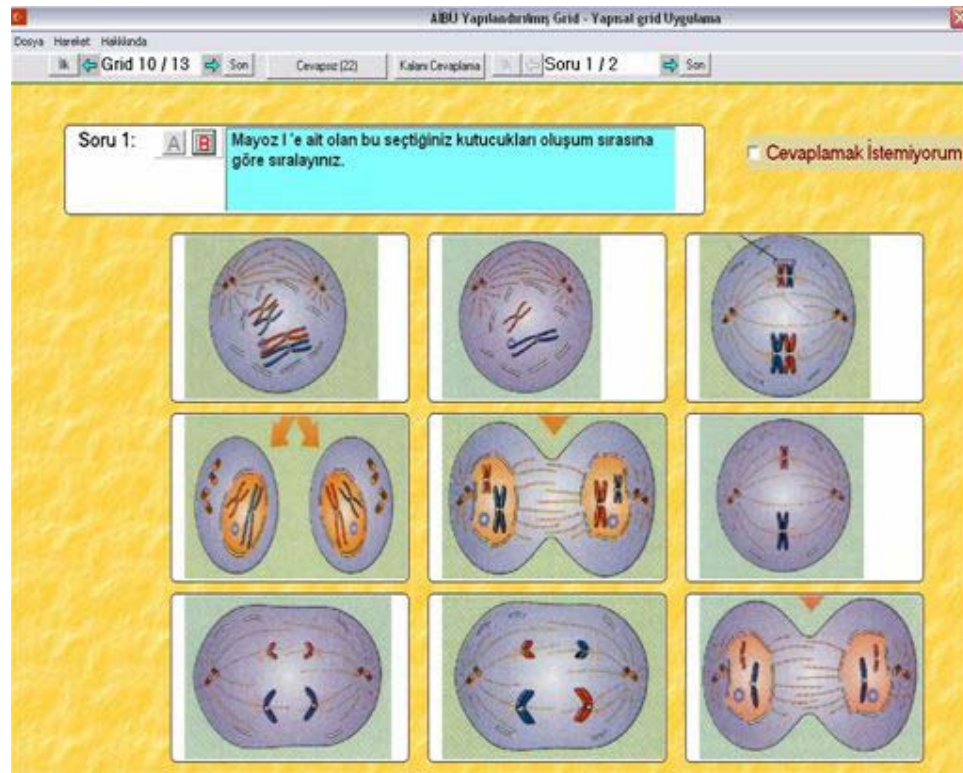 AİBÜ Yapılandırılmış Grid - Yapısal grid Uygulama
Dosya Hareket Hakkında
İlk Grid 10 / 13 Son Cevapsız (22) Kalanı Cevaplama Soru 1 / 2 Son
Soru 1: A B Mayoz I 'e ait olan bu seçtiğiniz kutucukları oluşum sırasına
göre sıralayınız.
Cevaplamak İstemiyorum